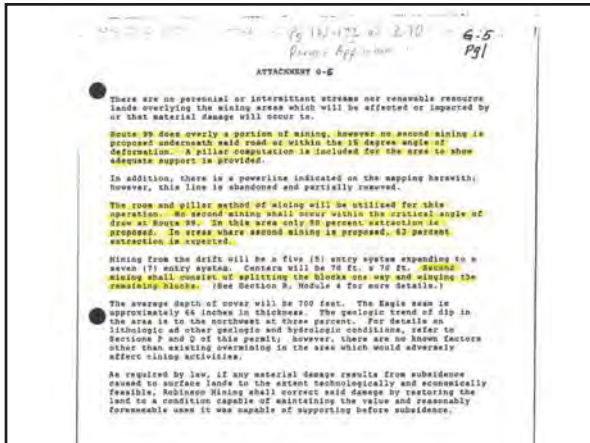 Pg
G-5
Pg1
ATTACHMENT G-5
There are no perennial or intermittent streams nor renewable resource
lands overlying the mining areas which will be affected or impacted by
or that material damage will occur to.
Route 99 does overly a portion of mining, however no second mining is
proposed underneath said road or within the 15 degree angle of
deformation. A pillar computation is included for the area to show
adequate support is provided.
In addition, there is a powerline indicated on the mapping herewith;
however, this line is abandoned and partially removed.
The room and pillar method of mining will be utilized for this
operation. No second mining shall occur within the critical angle of
draw at Route 99. In this area only 50 percent extraction is
proposed. In areas where second mining is proposed, 62 percent
extraction is expected.
Mining from the drift will be a five (5) entry system expanding to a
seven (7) entry system. Centers will be 70 ft. x 70 ft. Second
mining shall consist of splitting the blocks one way and winging the
remaining blocks. (See Section R, Module 4 for more details.)
The average depth of cover will be 700 feet. The Eagle seam is
approximately 66 inches in thickness. The geologic trend of dip in
the area is to the northwest at three percent. For details on
lithologic ad other geologic and hydrologic conditions, refer to
Sections P and Q of this permit; however, there are no known factors
other than existing overmining in the area which would adversely
affect mining activities.
As required by law, if any material damage results from subsidence
caused to surface lands to the extent technologically and economically
feasible, Robinson Mining shall correct said damage by restoring the
land to a condition capable of maintaining the value and reasonably
foreseeable uses it was capable of supporting before subsidence.